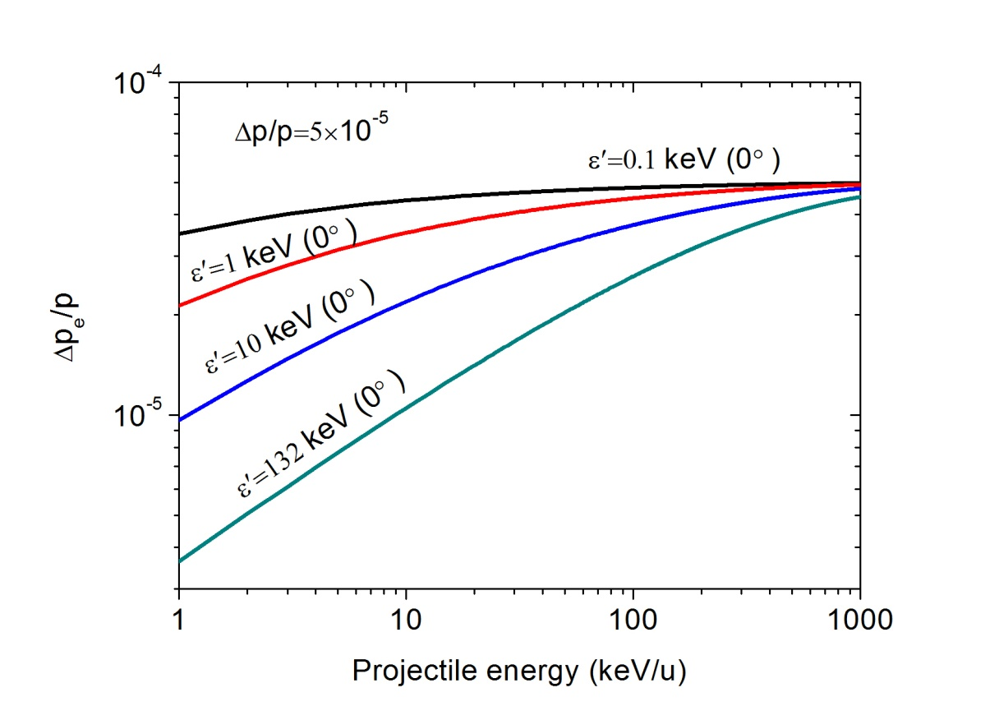 10⁻⁴
Δp/p=5×10⁻⁵
ε′=0.1 keV (0° )
ε′=1 keV (0° )
ε′=10 keV (0° )
ε′=132 keV (0° )
Δpₑ/p
10⁻⁵
1 10 100 1000
Projectile energy (keV/u)